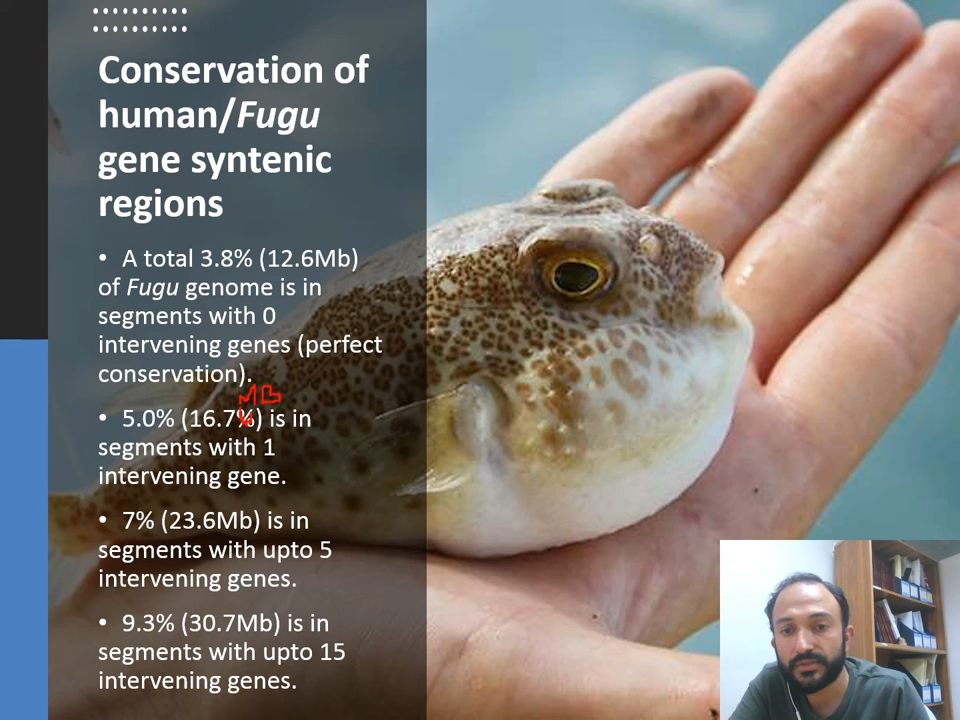 Conservation of
human/Fugu
gene syntenic
regions
• A total 3.8% (12.6Mb)
of Fugu genome is in
segments with 0
intervening genes (perfect
conservation).
MB
• 5.0% (16.7%) is in
segments with 1
intervening gene.
• 7% (23.6Mb) is in
segments with upto 5
intervening genes.
• 9.3% (30.7Mb) is in
segments with upto 15
intervening genes.